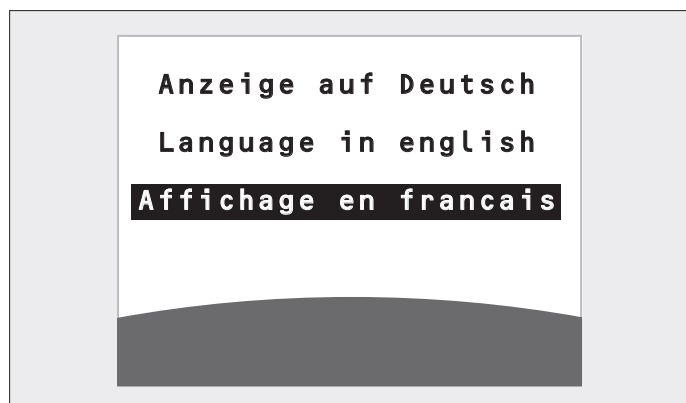 Anzeige auf Deutsch
Language in english
Affichage en francais